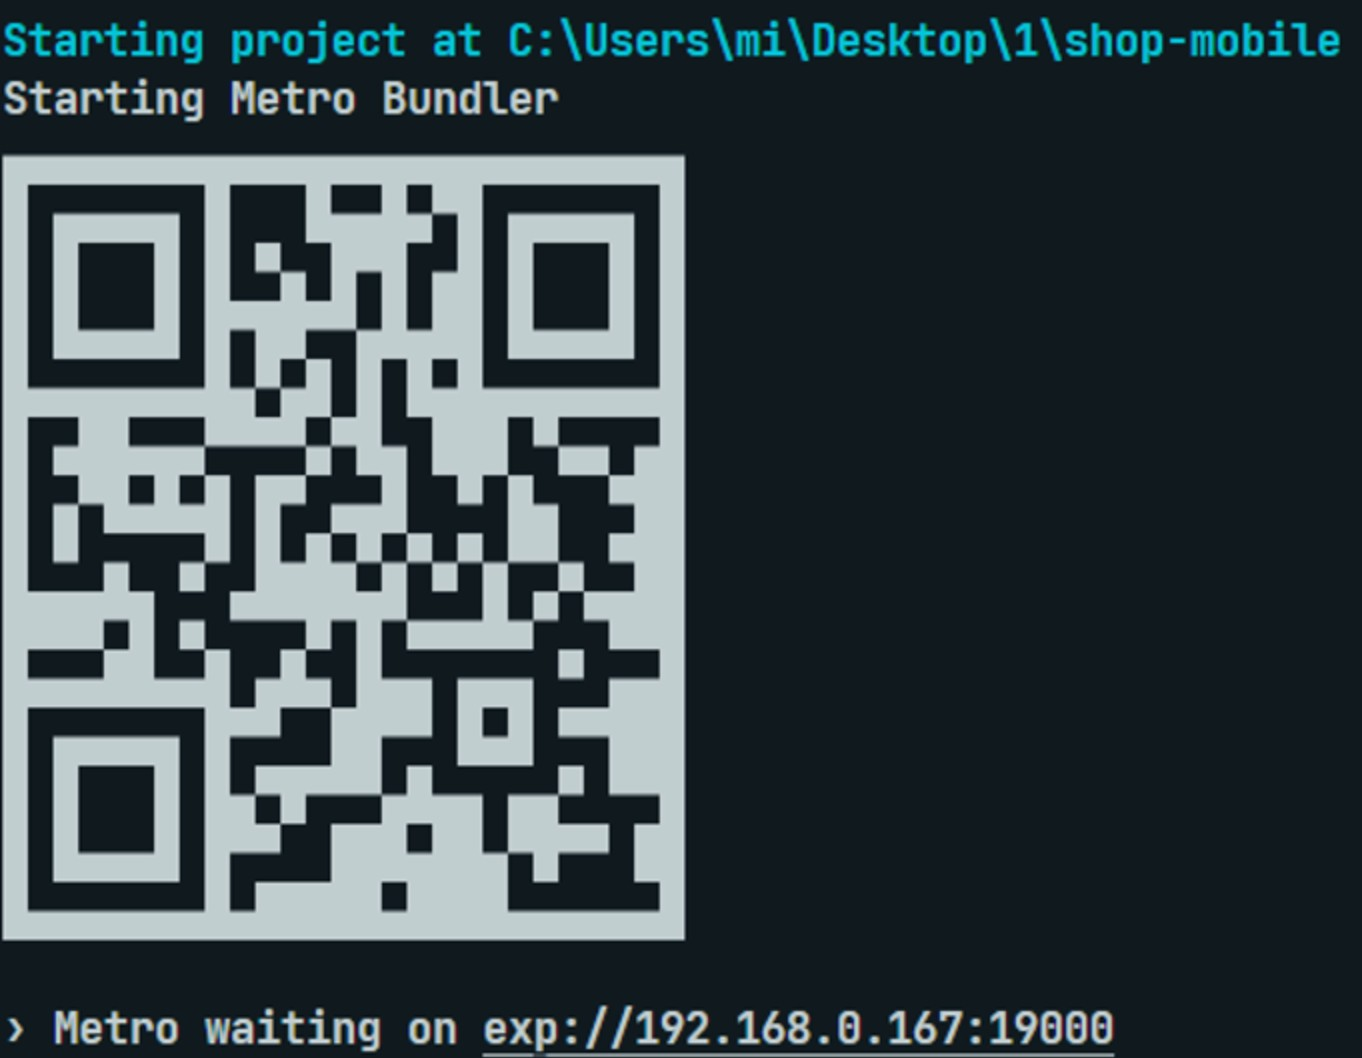 Starting project at C:\Users\mi\Desktop\1\shop-mobile
Starting Metro Bundler
› Metro waiting on exp://192.168.0.167:19000